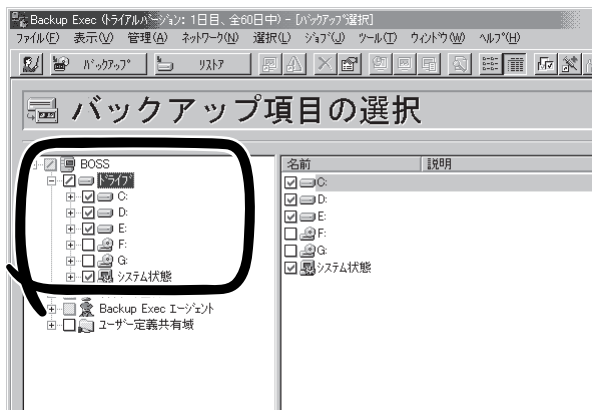 Backup Exec (ﾄﾗｲｱﾙﾊﾞｰｼﾞｮﾝ: 1日目、全60日中) - [ﾊﾞｯｸｱｯﾌﾟ選択]
ﾌｧｲﾙ(F) 表示(V) 管理(A) ﾈｯﾄﾜｰｸ(N) 選択(L) ｼﾞｮﾌﾞ(J) ﾂｰﾙ(T) ｳｨﾝﾄﾞｳ(W) ﾍﾙﾌﾟ(H)
ﾊﾞｯｸｱｯﾌﾟ ﾘｽﾄｱ
バックアップ項目の選択
BOSS
ﾄﾞﾗｲﾌﾞ
C:
D:
E:
F:
G:
システム状態
Backup Exec エージェント
ユーザー定義共有域
名前 説明
C:
D:
E:
F:
G:
システム状態